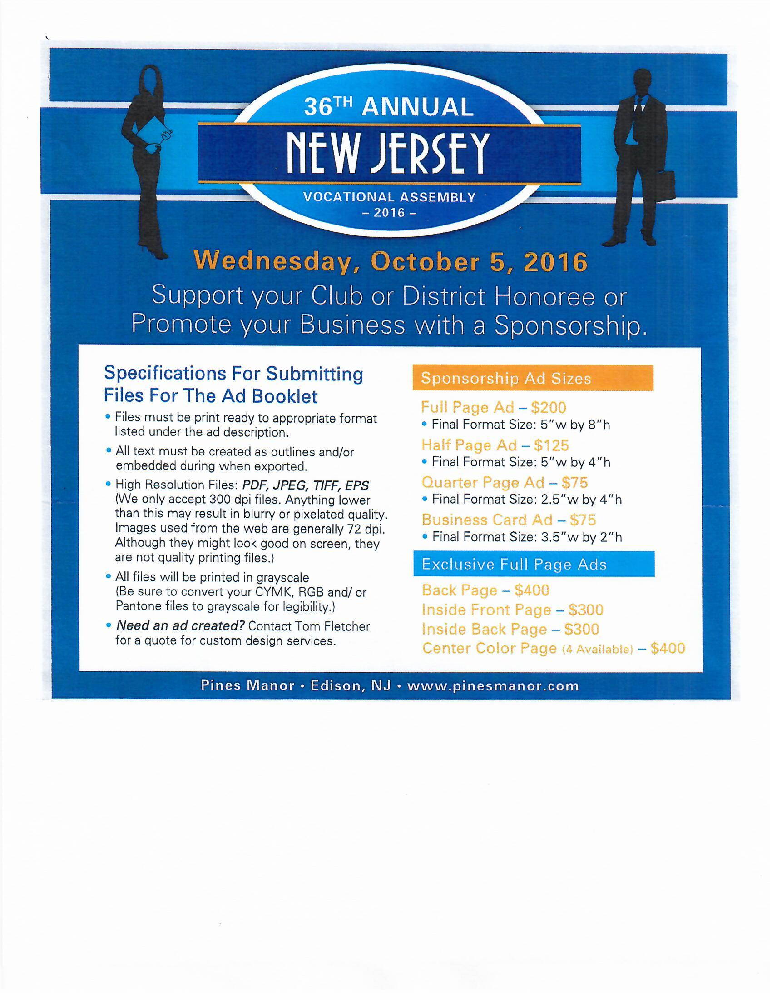 36TH ANNUAL
NEW JERSEY
VOCATIONAL ASSEMBLY
– 2016 –
Wednesday, October 5, 2016
Support your Club or District Honoree or
Promote your Business with a Sponsorship.
Specifications For Submitting
Files For The Ad Booklet
• Files must be print ready to appropriate format
listed under the ad description.
• All text must be created as outlines and/or
embedded during when exported.
• High Resolution Files: PDF, JPEG, TIFF, EPS
(We only accept 300 dpi files. Anything lower
than this may result in blurry or pixelated quality.
Images used from the web are generally 72 dpi.
Although they might look good on screen, they
are not quality printing files.)
• All files will be printed in grayscale
(Be sure to convert your CYMK, RGB and/ or
Pantone files to grayscale for legibility.)
• Need an ad created? Contact Tom Fletcher
for a quote for custom design services.
Sponsorship Ad Sizes
Full Page Ad – $200
• Final Format Size: 5"w by 8"h
Half Page Ad – $125
• Final Format Size: 5"w by 4"h
Quarter Page Ad – $75
• Final Format Size: 2.5"w by 4"h
Business Card Ad – $75
• Final Format Size: 3.5"w by 2"h
Exclusive Full Page Ads
Back Page – $400
Inside Front Page – $300
Inside Back Page – $300
Center Color Page (4 Available) – $400
Pines Manor • Edison, NJ • www.pinesmanor.com